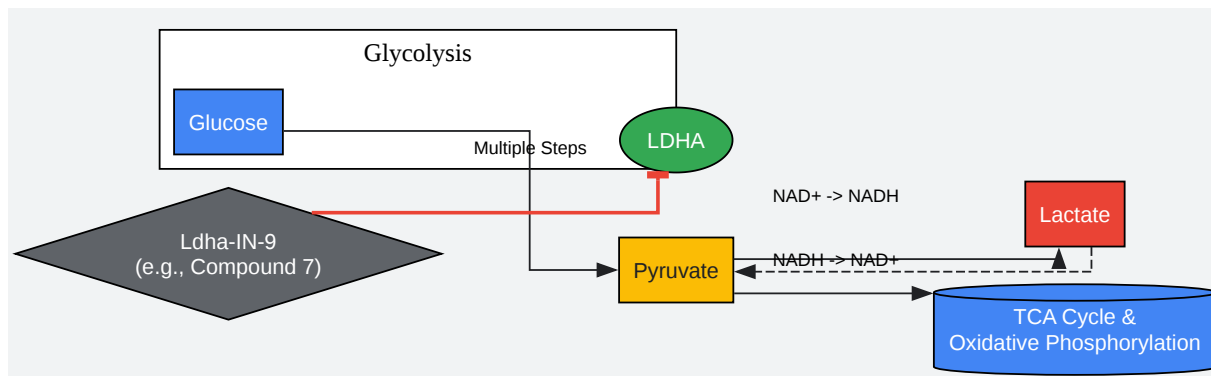 Glycolysis
Glucose
LDHA
Multiple Steps
Ldha-IN-9
(e.g., Compound 7)
NAD+ -> NADH
Lactate
Pyruvate
NADH -> NAD+
TCA Cycle &
Oxidative Phosphorylation